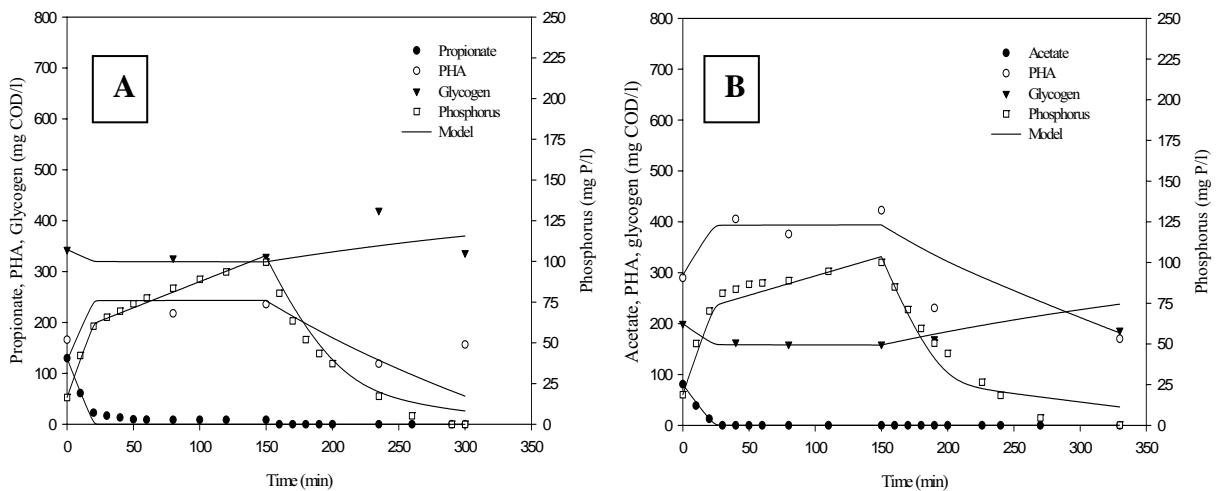 A
Propionate
PHA
Glycogen
Phosphorus
Model
Propionate, PHA, Glycogen (mg COD/l)
800
700
600
500
400
300
200
100
0
250
225
200
175
150
125
100
75
50
25
0
Phosphorus (mg P/l)
0 50 100 150 200 250 300 350
Time (min)
B
Acetate
PHA
Glycogen
Phosphorus
Model
Acetate, PHA, glycogen (mg COD/l)
800
700
600
500
400
300
200
100
0
250
225
200
175
150
125
100
75
50
25
0
Phosphorus (mg P/l)
0 50 100 150 200 250 300 350
Time (min)